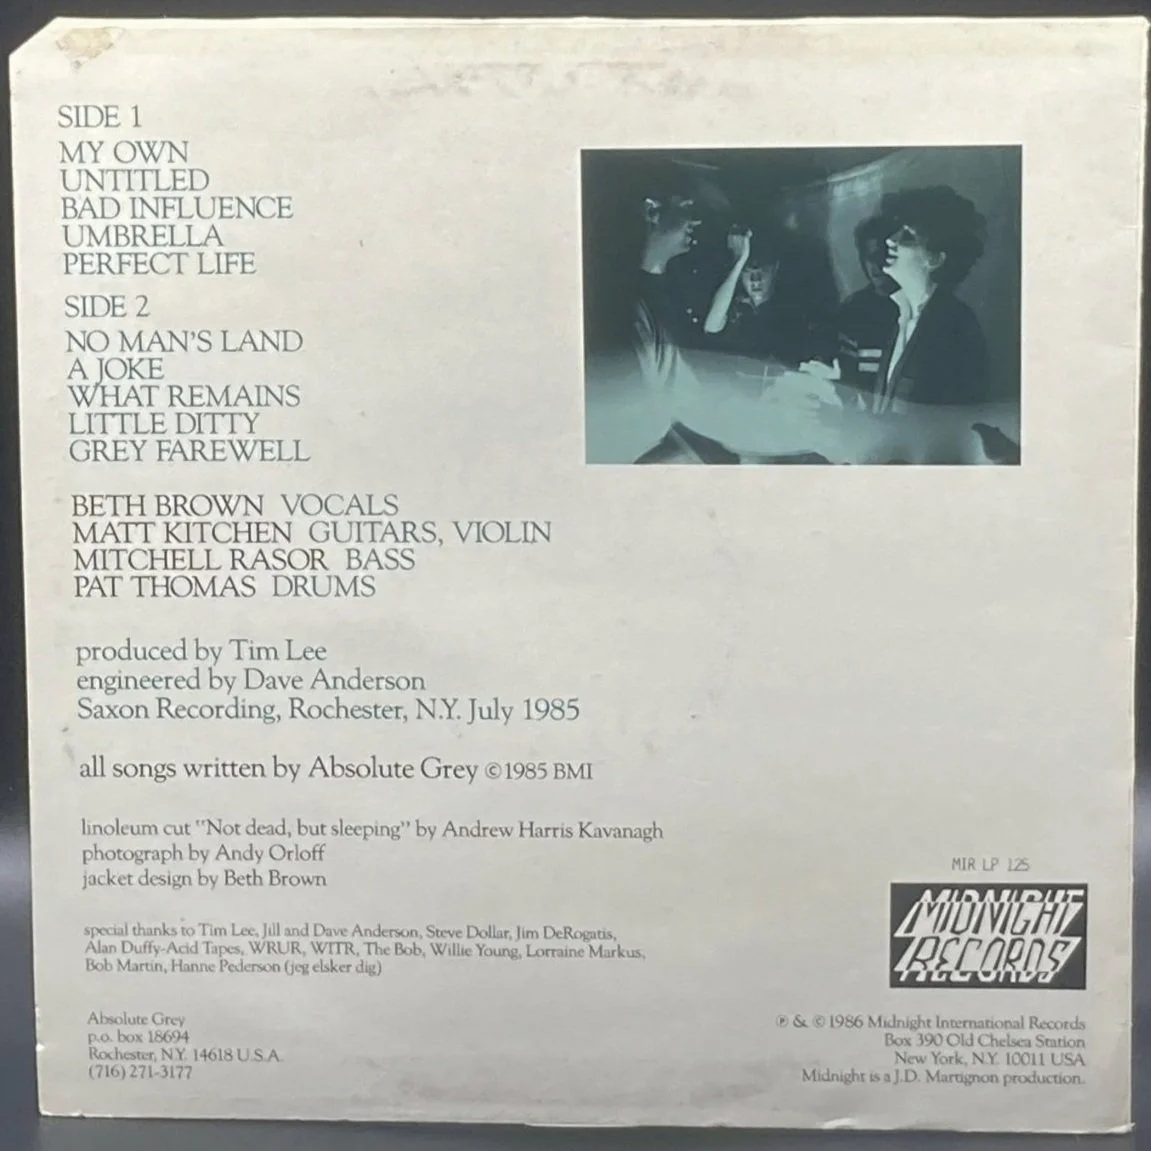 SIDE 1
MY OWN
UNTITLED
BAD INFLUENCE
UMBRELLA
PERFECT LIFE
SIDE 2
NO MAN'S LAND
A JOKE
WHAT REMAINS
LITTLE DITTY
GREY FAREWELL
BETH BROWN VOCALS
MATT KITCHEN GUITARS, VIOLIN
MITCHELL RASOR BASS
PAT THOMAS DRUMS
produced by Tim Lee
engineered by Dave Anderson
Saxon Recording, Rochester, N.Y. July 1985
all songs written by Absolute Grey ©1985 BMI
linoleum cut "Not dead, but sleeping" by Andrew Harris Kavanagh
photograph by Andy Orloff
jacket design by Beth Brown
special thanks to Tim Lee, Jill and Dave Anderson, Steve Dollar, Jim DeRogatis,
Alan Duffy-Acid Tapes, WRUR, WITR, The Bob, Willie Young, Lorraine Markus,
Bob Martin, Hanne Pederson (jeg elsker dig)
Absolute Grey
p.o. box 18694
Rochester, N.Y. 14618 U.S.A.
(716) 271-3177
MIR LP 125
MIDNIGHT
RECORDS
℗ & © 1986 Midnight International Records
Box 390 Old Chelsea Station
New York, N.Y. 10011 USA
Midnight is a J.D. Martignon production.